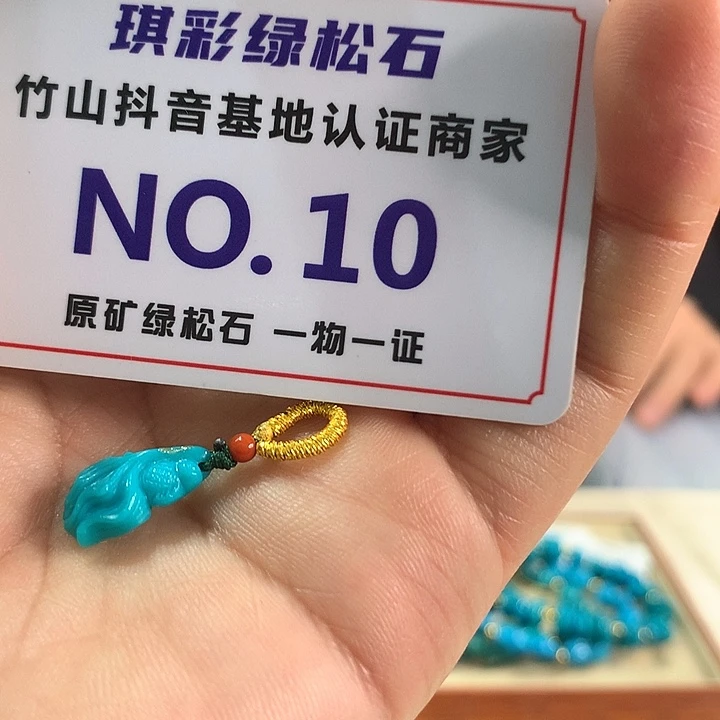 琪彩绿松石
竹山抖音基地认证商家
NO.10
原矿绿松石 一物一证